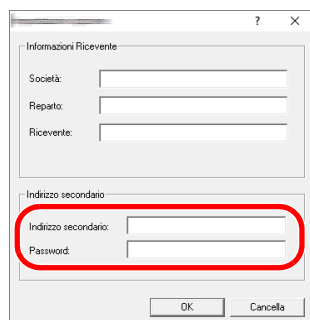 ? ×
Informazioni Ricevente
Società:
Reparto:
Ricevente:
Indirizzo secondario
Indirizzo secondario:
Password:
OK Cancella